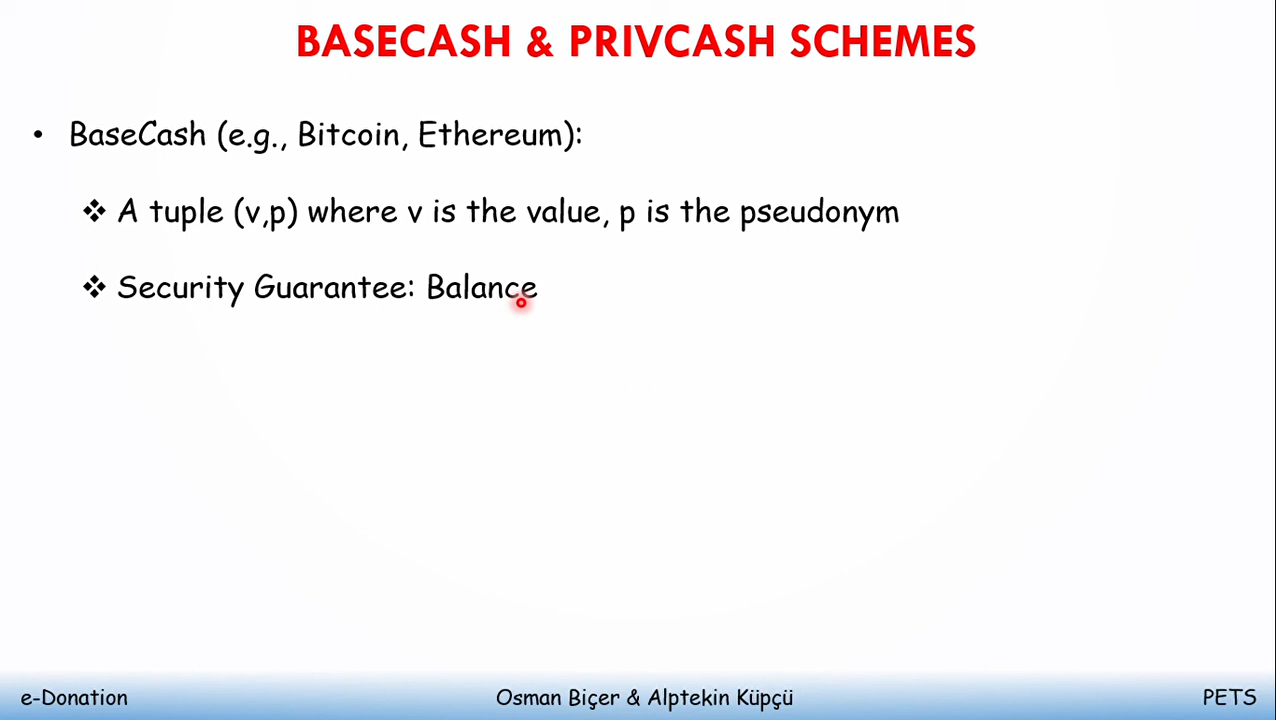 BASECASH & PRIVCASH SCHEMES
• BaseCash (e.g., Bitcoin, Ethereum):
❖ A tuple (v,p) where v is the value, p is the pseudonym
❖ Security Guarantee: Balance
e-Donation
Osman Biçer & Alptekin Küpçü
PETS